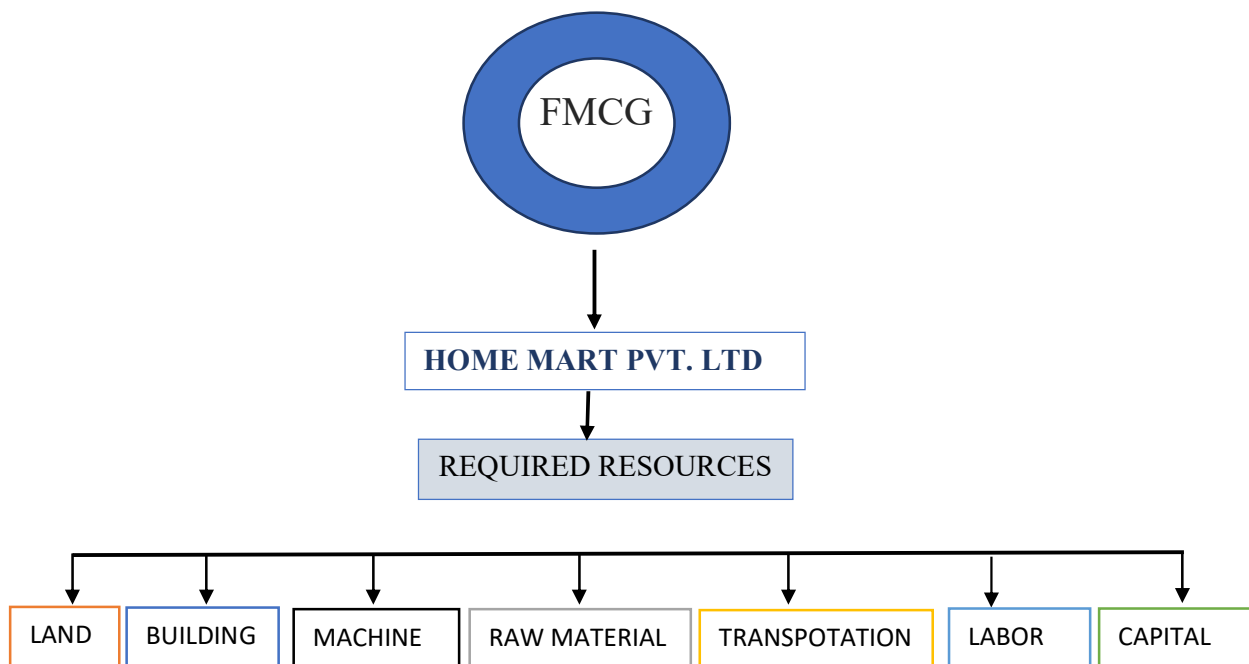 FMCG
HOME MART PVT. LTD
REQUIRED RESOURCES
LAND
BUILDING
MACHINE
RAW MATERIAL
TRANSPOTATION
LABOR
CAPITAL